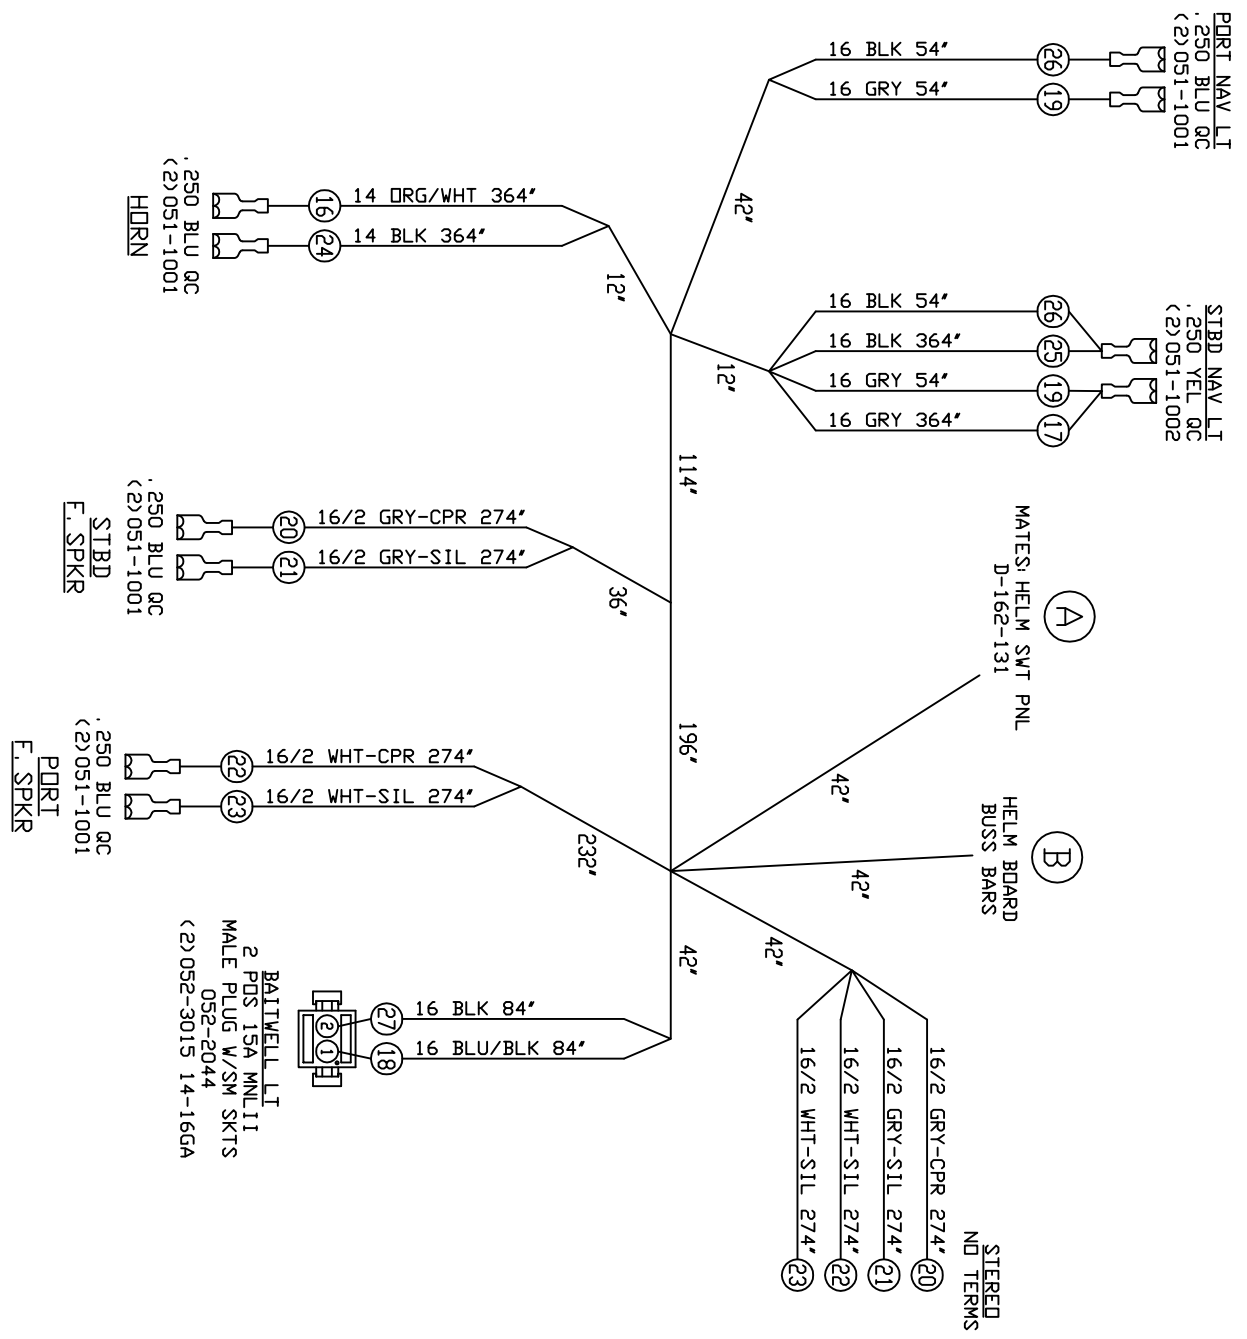 PORT NAV LT
.250 BLU QC
(2)051-1001
16 BLK 54"
26
16 GRY 54"
19
42"
.250 BLU QC
(2)051-1001
HORN
16
14 ORG/WHT 364"
24
14 BLK 364"
12"
STBD NAV LT
.250 YEL QC
(2)051-1002
16 BLK 54"
26
16 BLK 364"
25
16 GRY 54"
19
16 GRY 364"
17
12"
114"
STBD
F. SPKR
.250 BLU QC
(2)051-1001
20
16/2 GRY-CPR 274"
21
16/2 GRY-SIL 274"
36"
A
MATES: HELM SWT PNL
D-162-131
42"
196"
B
HELM BOARD
BUSS BARS
42"
PORT
F. SPKR
.250 BLU QC
(2)051-1001
22
16/2 WHT-CPR 274"
23
16/2 WHT-SIL 274"
232"
42"
42"
BAITWELL LT
2 POS 15A MNLII
MALE PLUG W/SM SKTS
052-2044
(2)052-3015 14-16GA
2
1
27
16 BLK 84"
18
16 BLU/BLK 84"
STEREO
NO TERMS
16/2 GRY-CPR 274"
20
16/2 GRY-SIL 274"
21
16/2 WHT-SIL 274"
22
16/2 WHT-SIL 274"
23